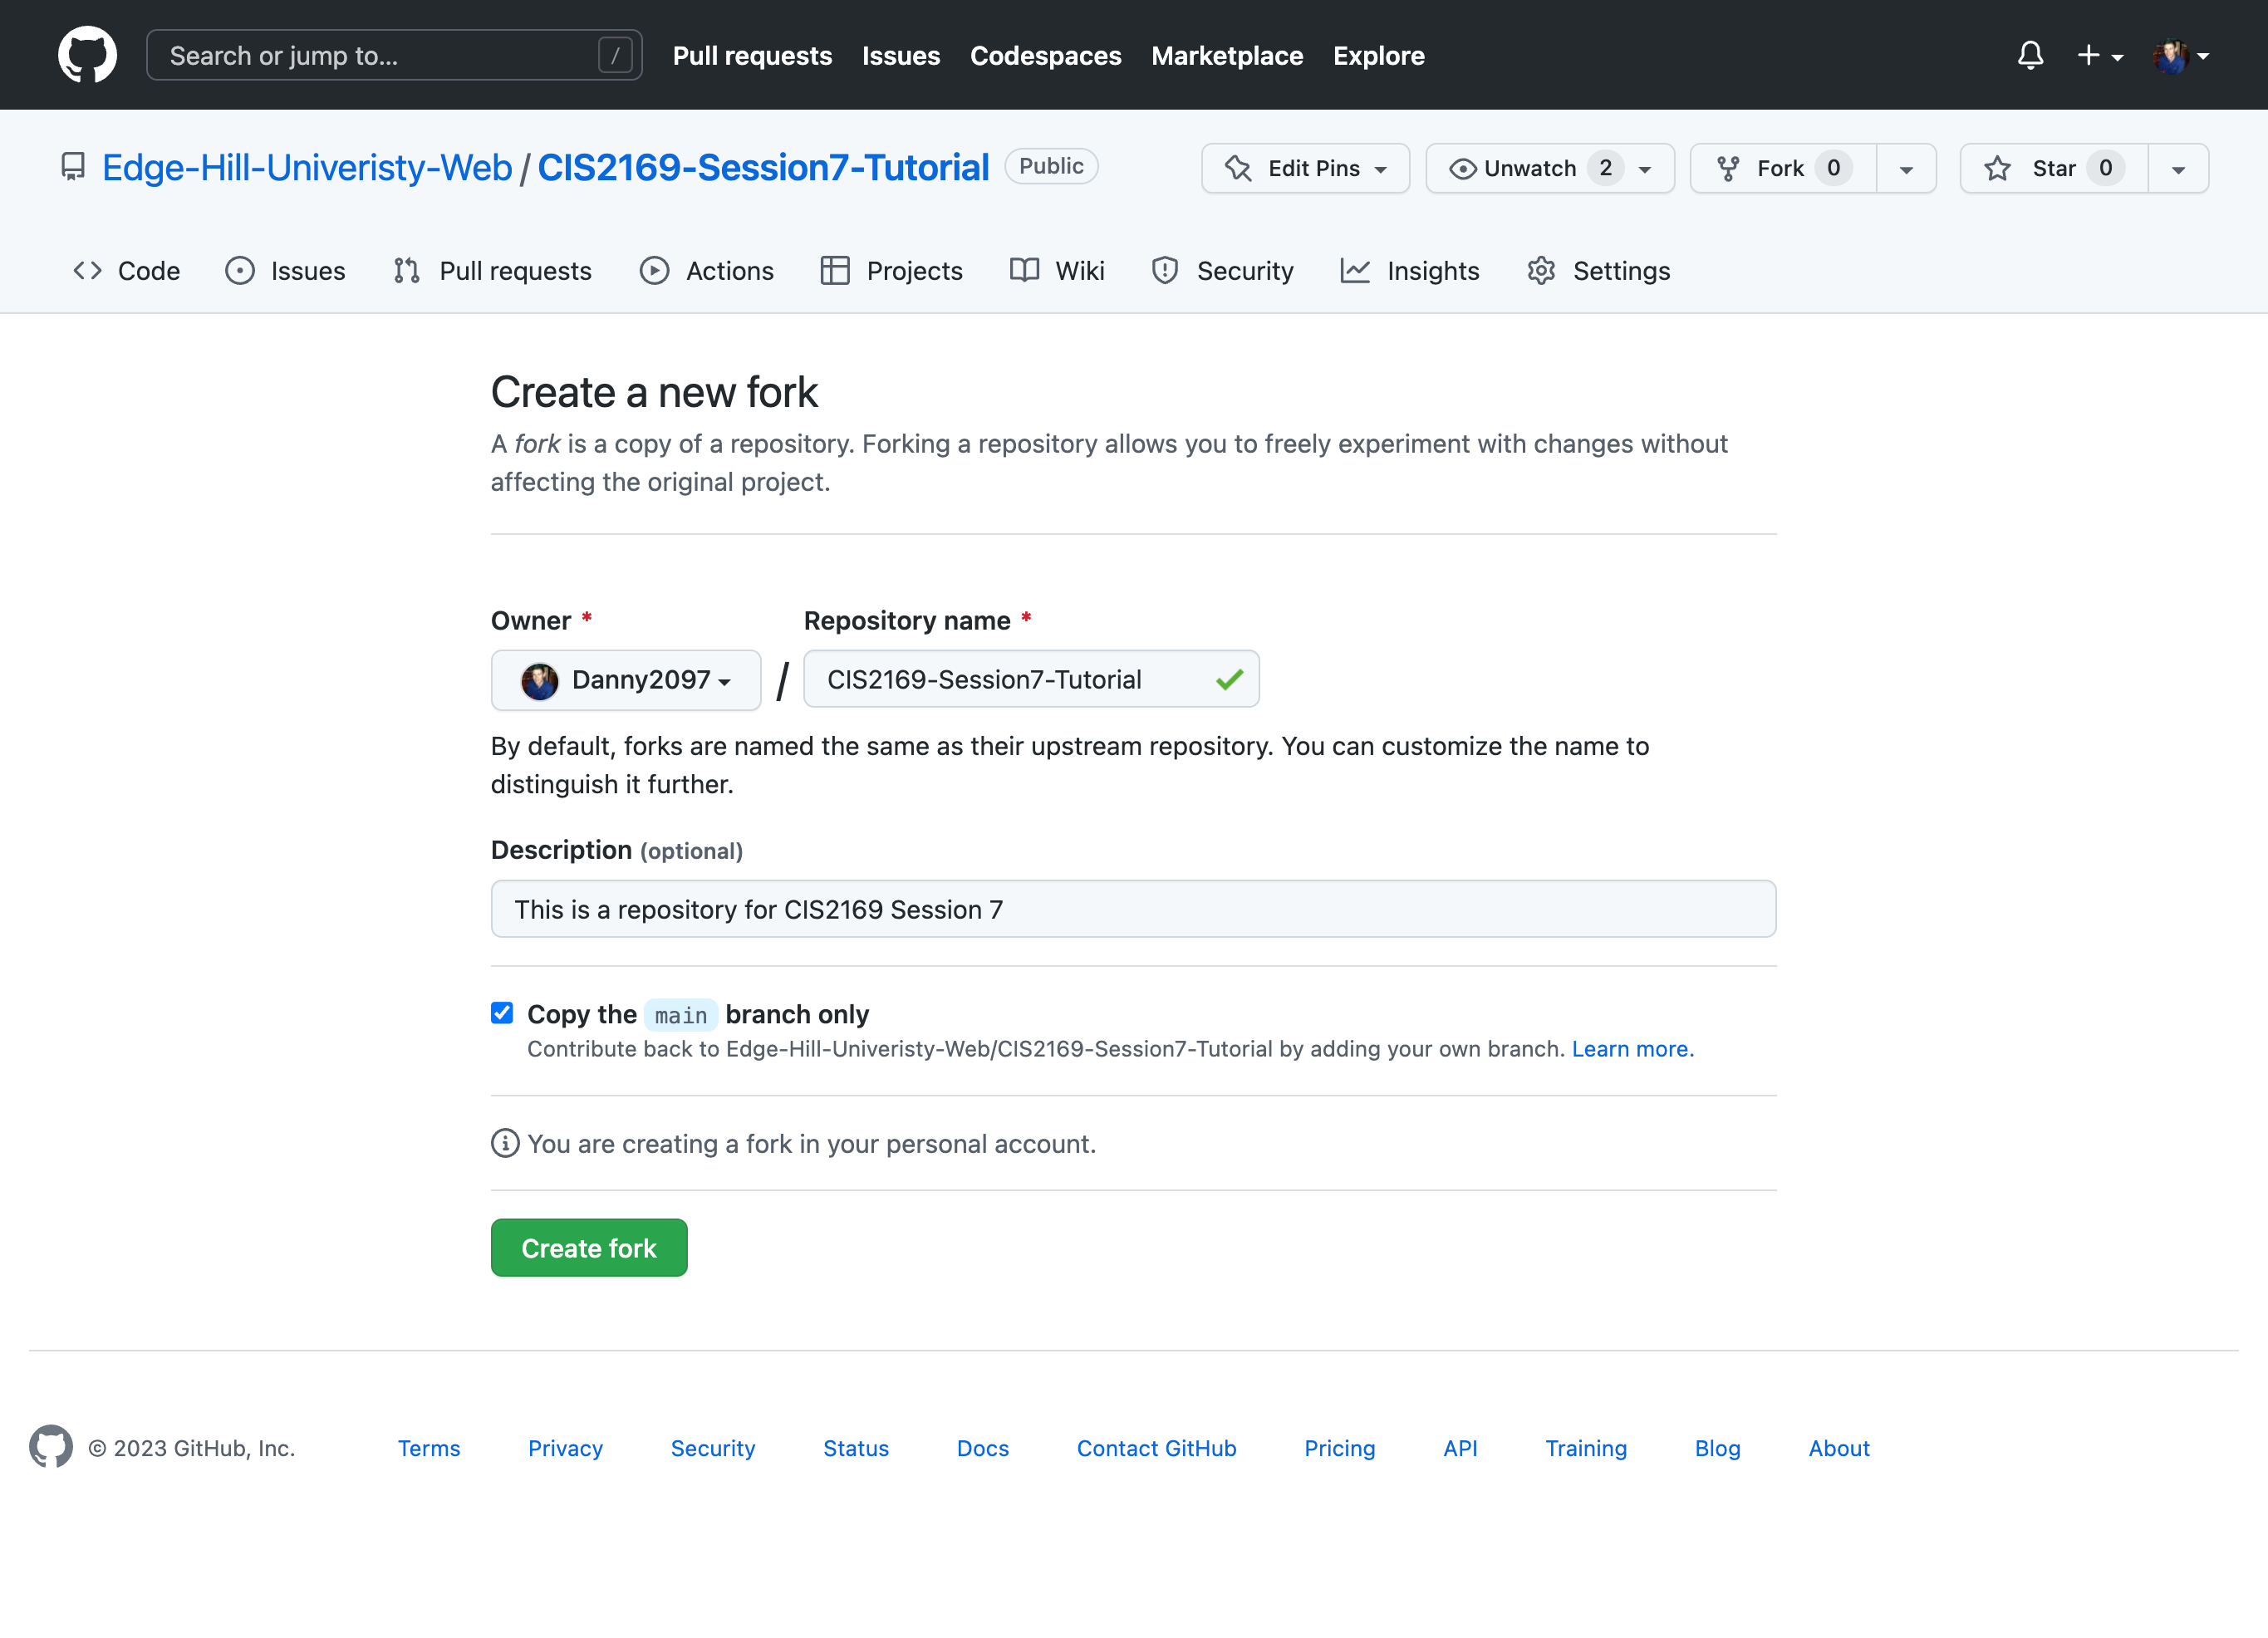 Search or jump to... / Pull requests Issues Codespaces Marketplace Explore
Edge-Hill-Univeristy-Web / CIS2169-Session7-Tutorial Public Edit Pins Unwatch 2 Fork 0 Star 0
Code Issues Pull requests Actions Projects Wiki Security Insights Settings
Create a new fork
A fork is a copy of a repository. Forking a repository allows you to freely experiment with changes without
affecting the original project.
Owner * Repository name *
Danny2097 / CIS2169-Session7-Tutorial
By default, forks are named the same as their upstream repository. You can customize the name to
distinguish it further.
Description (optional)
This is a repository for CIS2169 Session 7
Copy the main branch only
Contribute back to Edge-Hill-Univeristy-Web/CIS2169-Session7-Tutorial by adding your own branch. Learn more.
You are creating a fork in your personal account.
Create fork
© 2023 GitHub, Inc. Terms Privacy Security Status Docs Contact GitHub Pricing API Training Blog About